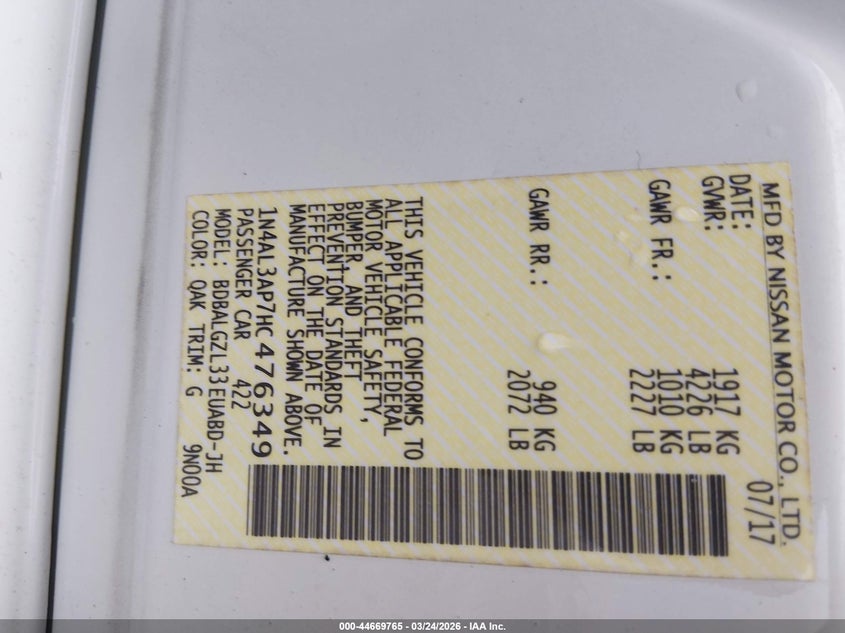 MFD BY NISSAN MOTOR CO., LTD.
DATE: 07/17
GVWR: 1917 KG
4226 LB
GAWR FR.: 1010 KG
2227 LB
GAWR RR.: 940 KG
2072 LB
THIS VEHICLE CONFORMS TO
ALL APPLICABLE FEDERAL
MOTOR VEHICLE SAFETY,
BUMPER, AND THEFT
PREVENTION STANDARDS IN
EFFECT ON THE DATE OF
MANUFACTURE SHOWN ABOVE.
1N4AL3AP7HC476349
PASSENGER CAR 422
MODEL: BDBALGZL33EUABD-JH
COLOR: QAK TRIM: G 9N00A
000-44669765 - 03/24/2026 - IAA Inc.